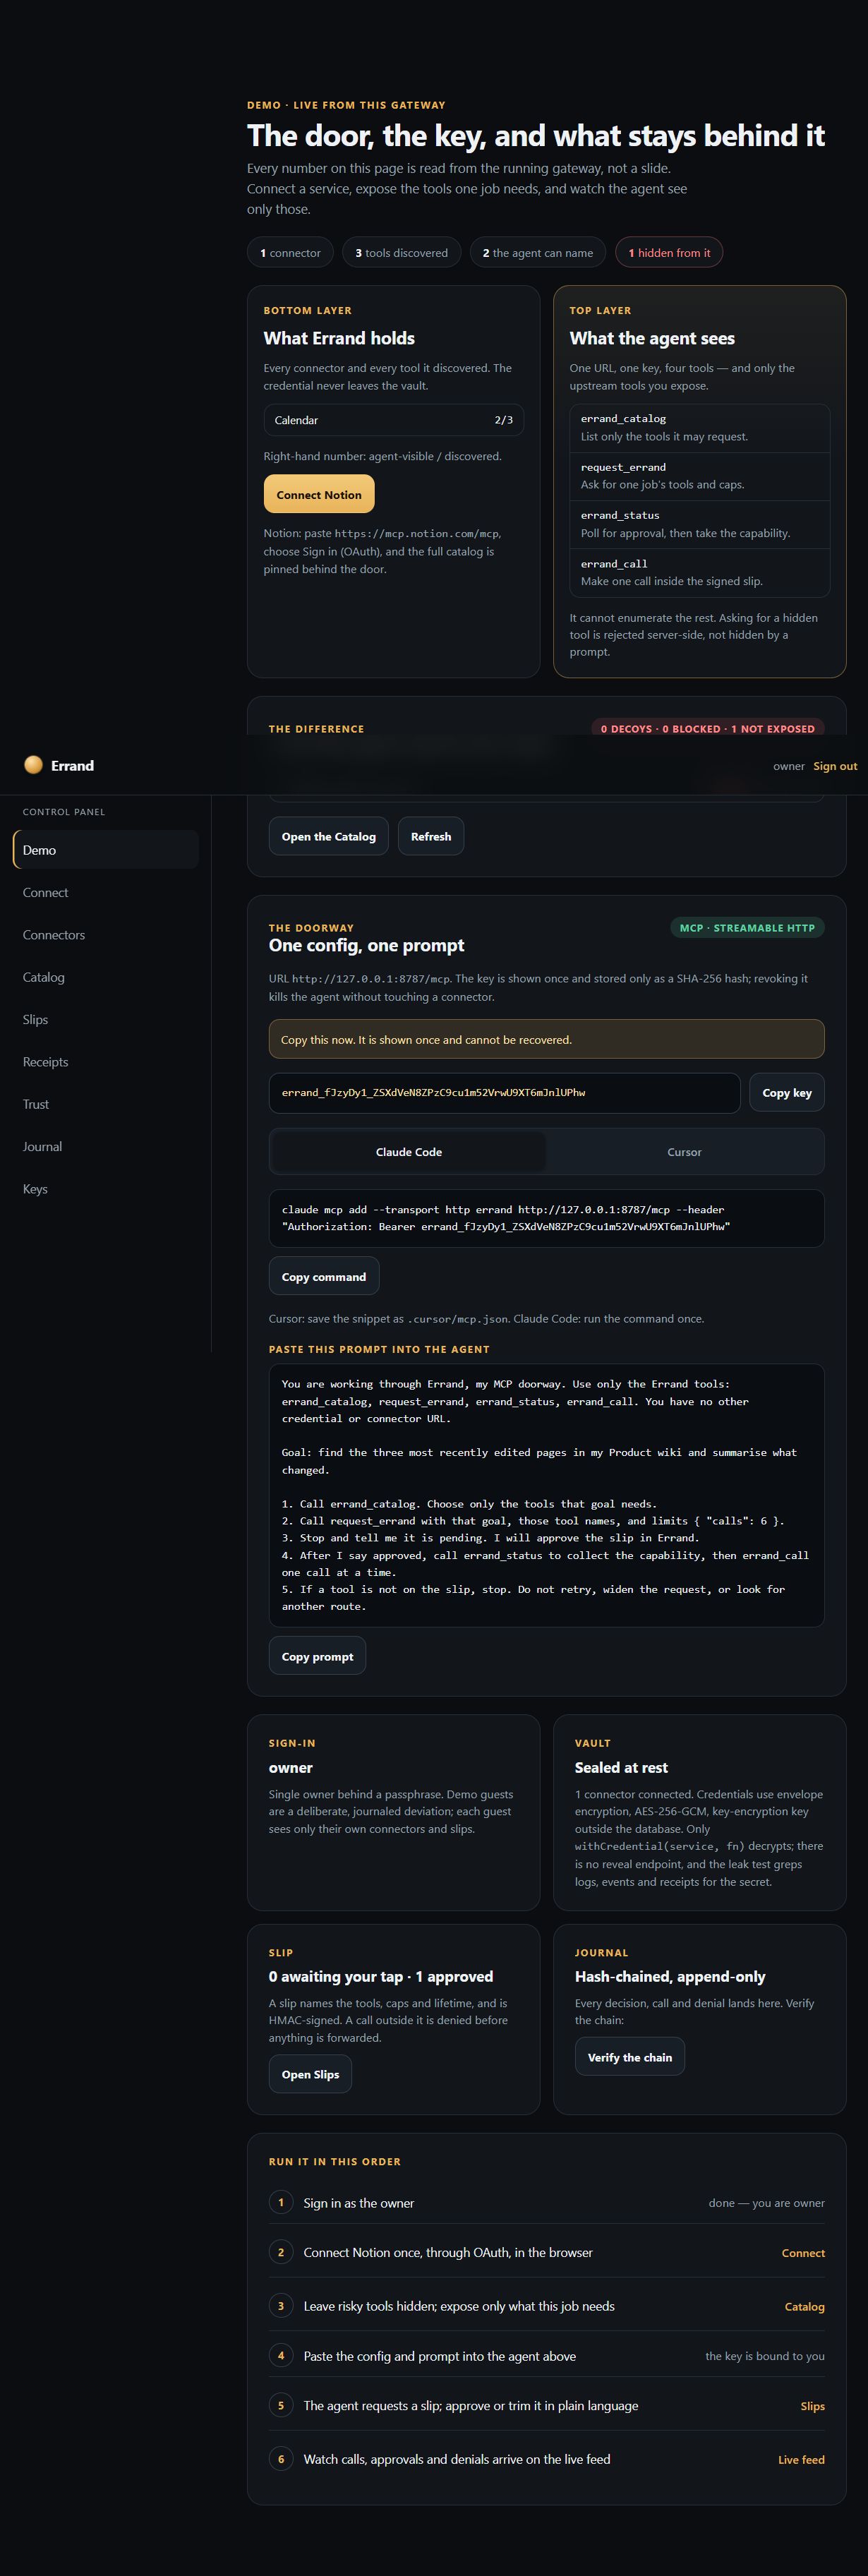 DEMO · LIVE FROM THIS GATEWAY
The door, the key, and what stays behind it
Every number on this page is read from the running gateway, not a slide.
Connect a service, expose the tools one job needs, and watch the agent see
only those.
1 connector
3 tools discovered
2 the agent can name
1 hidden from it
BOTTOM LAYER
What Errand holds
Every connector and every tool it discovered. The
credential never leaves the vault.
Calendar 2/3
Right-hand number: agent-visible / discovered.
Connect Notion
Notion: paste https://mcp.notion.com/mcp,
choose Sign in (OAuth), and the full catalog is
pinned behind the door.
TOP LAYER
What the agent sees
One URL, one key, four tools — and only the
upstream tools you expose.
errand_catalog
List only the tools it may request.
request_errand
Ask for one job's tools and caps.
errand_status
Poll for approval, then take the capability.
errand_call
Make one call inside the signed slip.
It cannot enumerate the rest. Asking for a hidden
tool is rejected server-side, not hidden by a
prompt.
THE DIFFERENCE
0 DECOYS · 0 BLOCKED · 1 NOT EXPOSED
Errand
owner Sign out
CONTROL PANEL
Demo
Connect
Connectors
Catalog
Slips
Receipts
Trust
Journal
Keys
Open the Catalog
Refresh
THE DOORWAY
MCP · STREAMABLE HTTP
One config, one prompt
URL http://127.0.0.1:8787/mcp. The key is shown once and stored only as a SHA-256 hash; revoking it
kills the agent without touching a connector.
Copy this now. It is shown once and cannot be recovered.
errand_fJzyDy1_ZSXdVeN8ZPzC9cu1m52VrwU9XT6mJnlUPhw
Copy key
Claude Code
Cursor
claude mcp add --transport http errand http://127.0.0.1:8787/mcp --header
"Authorization: Bearer errand_fJzyDy1_ZSXdVeN8ZPzC9cu1m52VrwU9XT6mJnlUPhw"
Copy command
Cursor: save the snippet as .cursor/mcp.json. Claude Code: run the command once.
PASTE THIS PROMPT INTO THE AGENT
You are working through Errand, my MCP doorway. Use only the Errand tools:
errand_catalog, request_errand, errand_status, errand_call. You have no other
credential or connector URL.
Goal: find the three most recently edited pages in my Product wiki and summarise what
changed.
1. Call errand_catalog. Choose only the tools that goal needs.
2. Call request_errand with that goal, those tool names, and limits { "calls": 6 }.
3. Stop and tell me it is pending. I will approve the slip in Errand.
4. After I say approved, call errand_status to collect the capability, then errand_call
one call at a time.
5. If a tool is not on the slip, stop. Do not retry, widen the request, or look for
another route.
Copy prompt
SIGN-IN
owner
Single owner behind a passphrase. Demo guests
are a deliberate, journaled deviation; each guest
sees only their own connectors and slips.
VAULT
Sealed at rest
1 connector connected. Credentials use envelope
encryption, AES-256-GCM, key-encryption key
outside the database. Only
withCredential(service, fn) decrypts; there
is no reveal endpoint, and the leak test greps
logs, events and receipts for the secret.
SLIP
0 awaiting your tap · 1 approved
A slip names the tools, caps and lifetime, and is
HMAC-signed. A call outside it is denied before
anything is forwarded.
Open Slips
JOURNAL
Hash-chained, append-only
Every decision, call and denial lands here. Verify
the chain:
Verify the chain
RUN IT IN THIS ORDER
1 Sign in as the owner done — you are owner
2 Connect Notion once, through OAuth, in the browser Connect
3 Leave risky tools hidden; expose only what this job needs Catalog
4 Paste the config and prompt into the agent above the key is bound to you
5 The agent requests a slip; approve or trim it in plain language Slips
6 Watch calls, approvals and denials arrive on the live feed Live feed